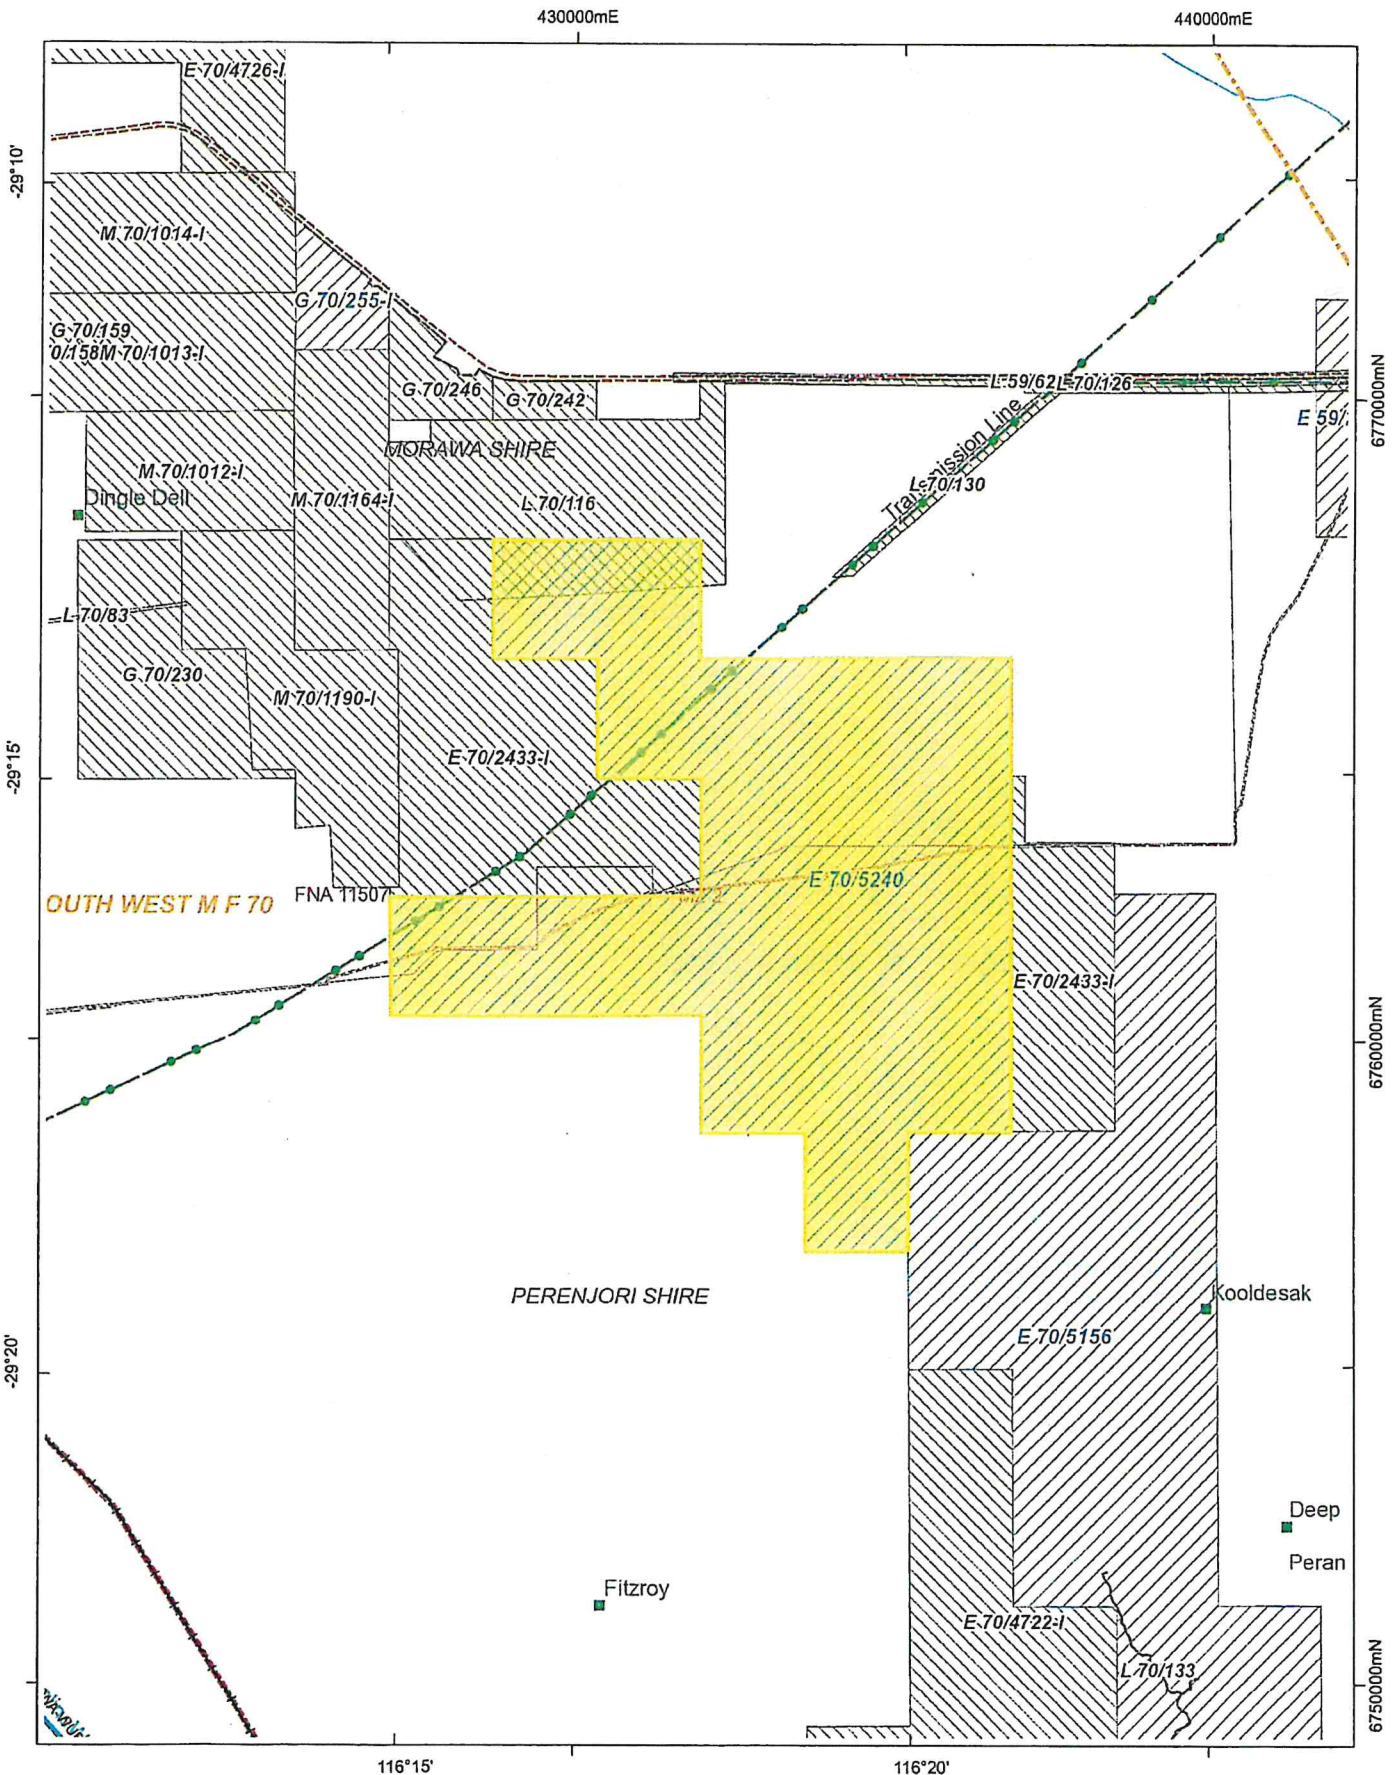 430000mE
440000mE
E 70/4726-I
-29°10'
M 70/1014-I
G 70/255-I
G 70/159
0/158M 70/1013-I
G 70/246
G 70/242
L 59/62L 70/126
6770000mN
E 59/
MORAWA SHIRE
Transmission Line
M 70/1012-I
Dingle Dell
M 70/1164-I
L 70/116
L 70/130
L 70/83
G 70/230
M 70/1190-I
-29°15'
E 70/2433-I
E 70/5240
FNA 11507
OUTH WEST M F 70
E 70/2433-I
6760000mN
PERENJORI SHIRE
Kooldesak
E 70/5156
-29°20'
Deep
Peran
Fitzroy
E 70/4722-I
L 70/133
6750000mN
116°15'
116°20'